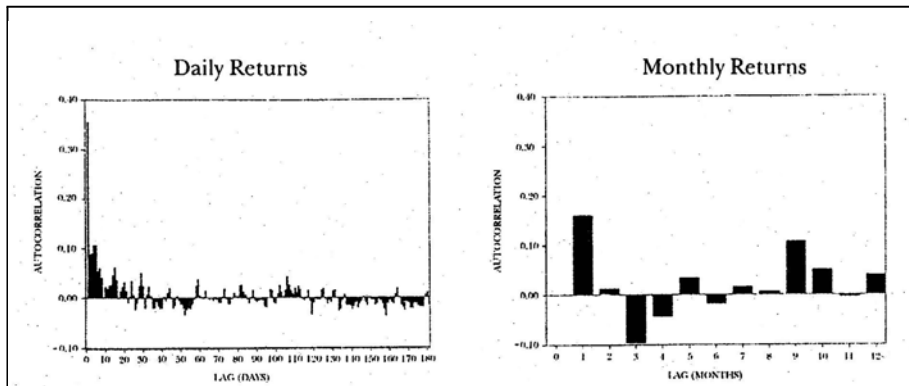 Daily Returns
0.40
0.30
0.20
0.10
0.00
-0.10
AUTOCORRELATION
0 10 20 30 40 50 60 70 80 90 100 110 120 130 140 150 160 170 180
LAG (DAYS)
Monthly Returns
0.40
0.30
0.20
0.10
0.00
-0.10
AUTOCORRELATION
0 1 2 3 4 5 6 7 8 9 10 11 12
LAG (MONTHS)